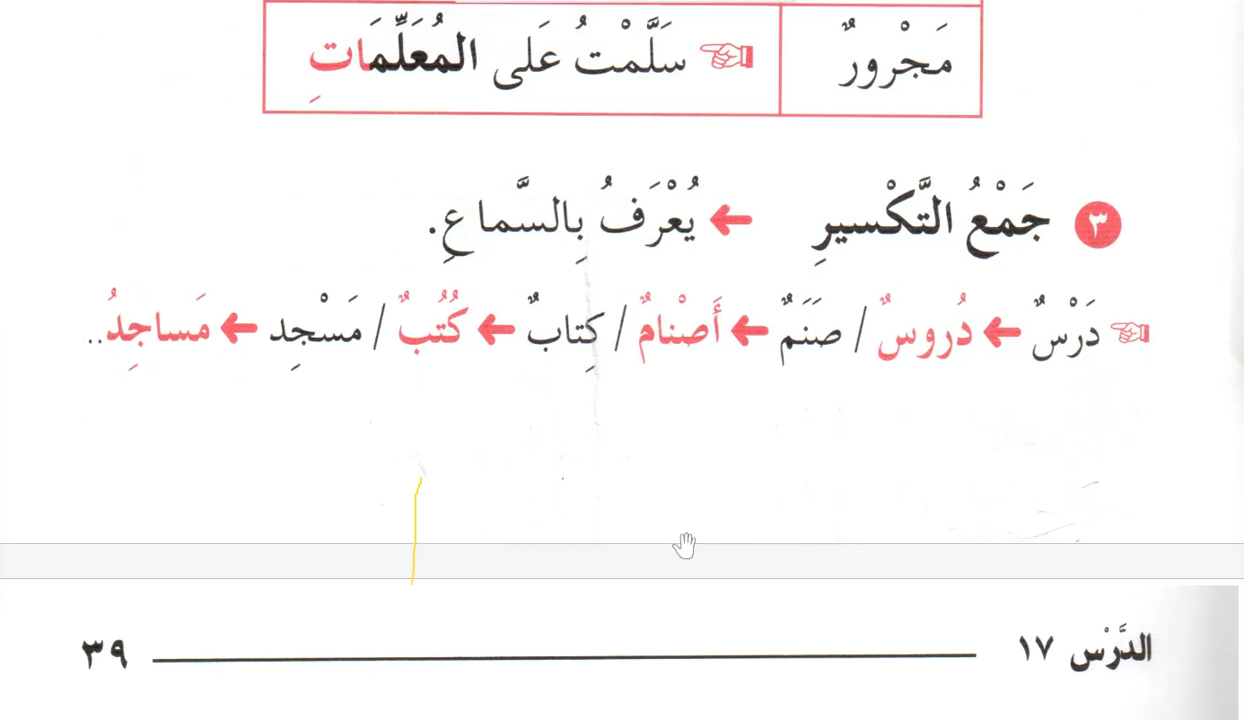 مَجْرورٌ سَلَّمْتُ عَلى المُعَلِّمَاتِ
٣ جَمْعُ التَّكْسيرِ ← يُعْرَفُ بِالسَّماعِ.
دَرْسٌ ← دُروسٌ / صَنَمٌ ← أَصْنامٌ / كِتابٌ ← كُتُبٌ / مَسْجِد ← مَساجِدُ..
الدَّرْس ١٧ ٣٩